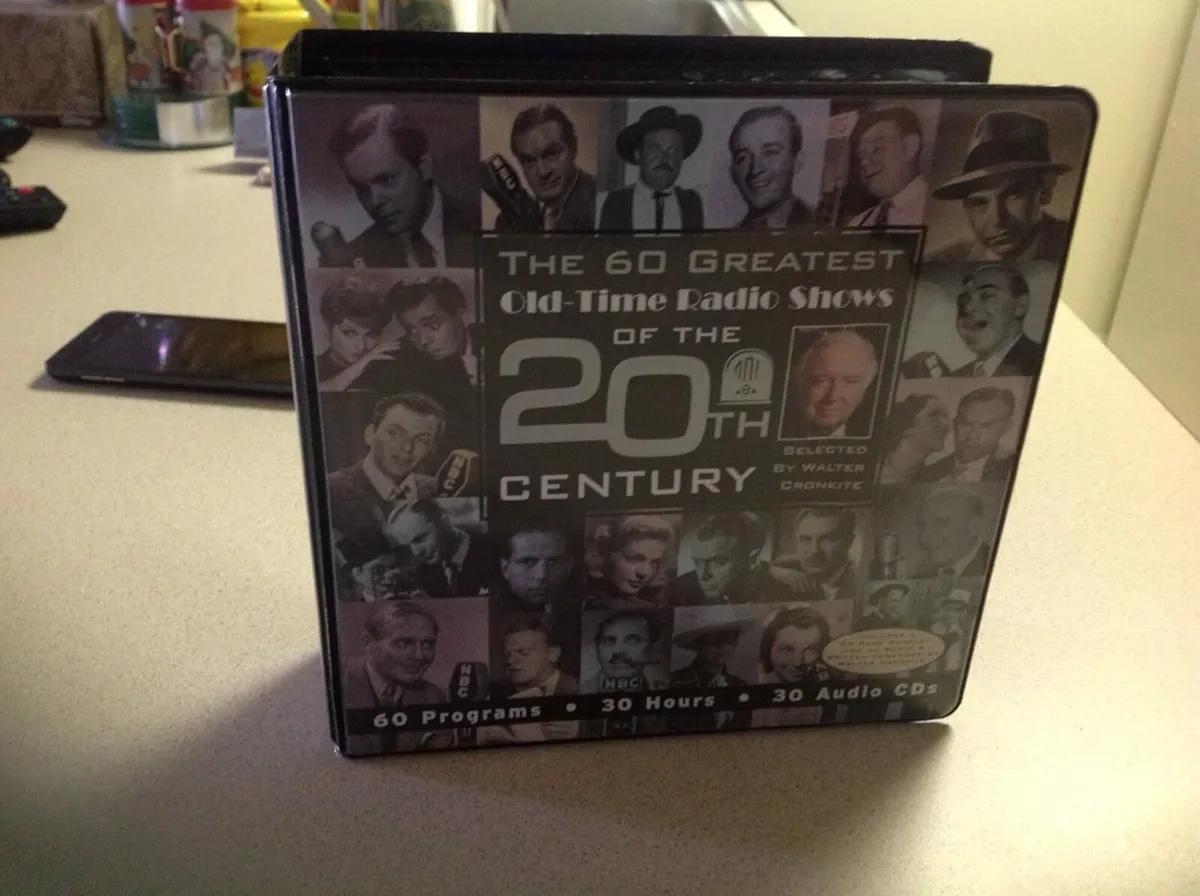 NBC
THE 60 GREATEST
Old-Time Radio Shows
OF THE
20TH
CENTURY
SELECTED
BY WALTER
CRONKITE
NBC
NBC
NBC
60 Programs • 30 Hours • 30 Audio CDs